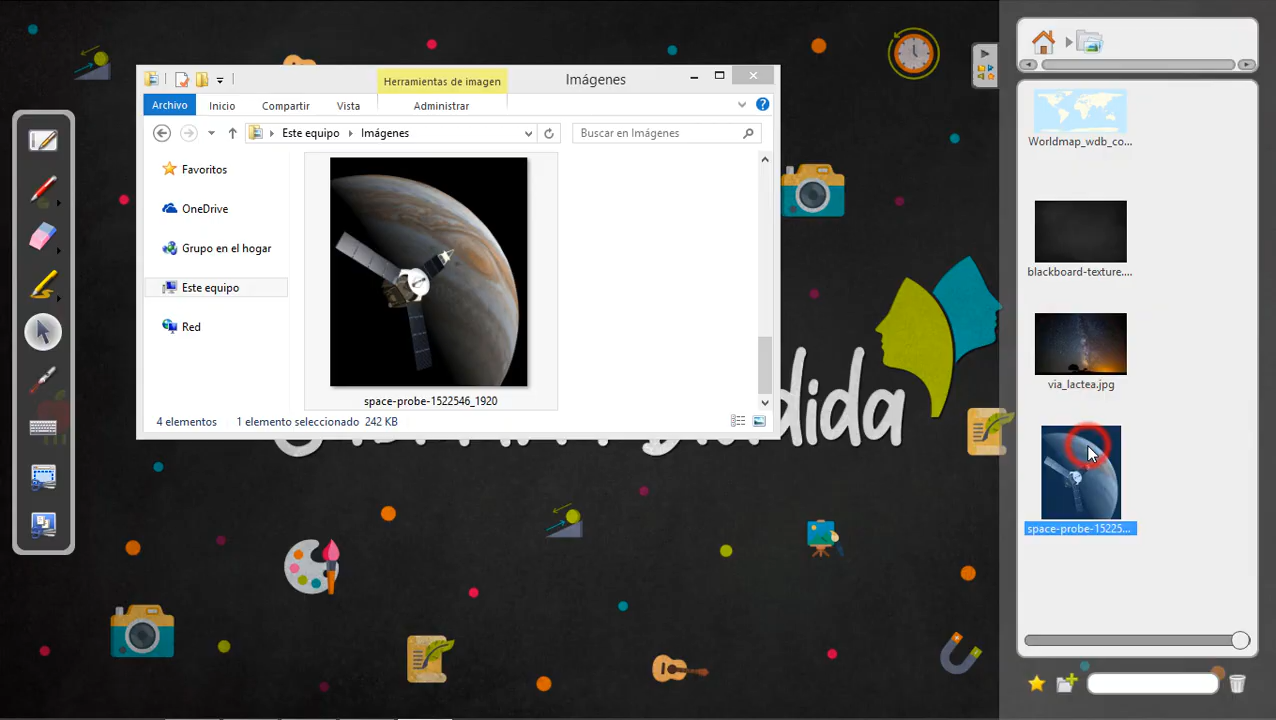 Herramientas de imagen
Imágenes
Archivo
Inicio
Compartir
Vista
Administrar
Este equipo
Imágenes
Buscar en Imágenes
Favoritos
OneDrive
Grupo en el hogar
Este equipo
Red
space-probe-1522546_1920
4 elementos
1 elemento seleccionado 242 KB
Worldmap_wdb_co...
blackboard-texture....
via_lactea.jpg
space-probe-15225...